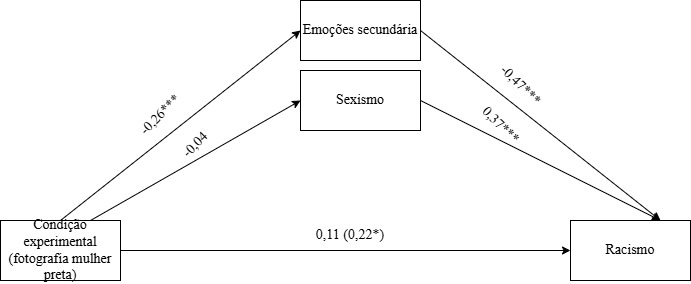 Emoções secundária
Sexismo
-0,26***
-0,04
-0,47***
0,37***
Condição
experimental
(fotografia mulher
preta)
0,11 (0,22*)
Racismo